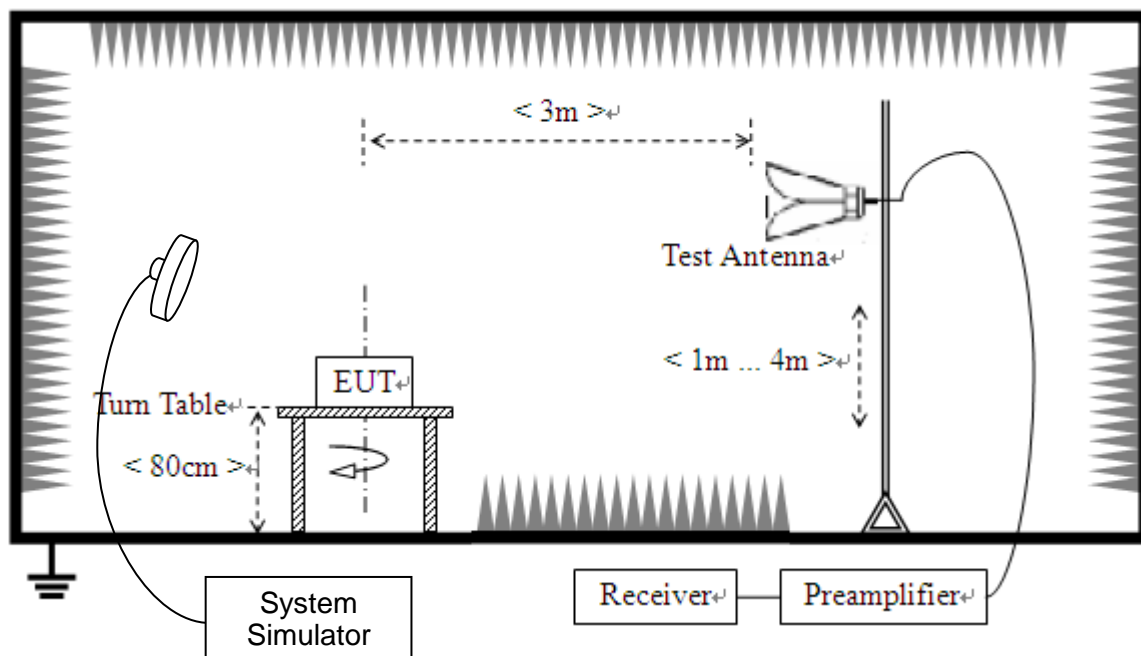 < 3m >↵
Test Antenna↵
< 1m ... 4m >↵
EUT↵
Turn Table↵
< 80cm >↵
System
Simulator
Receiver↵
Preamplifier↵